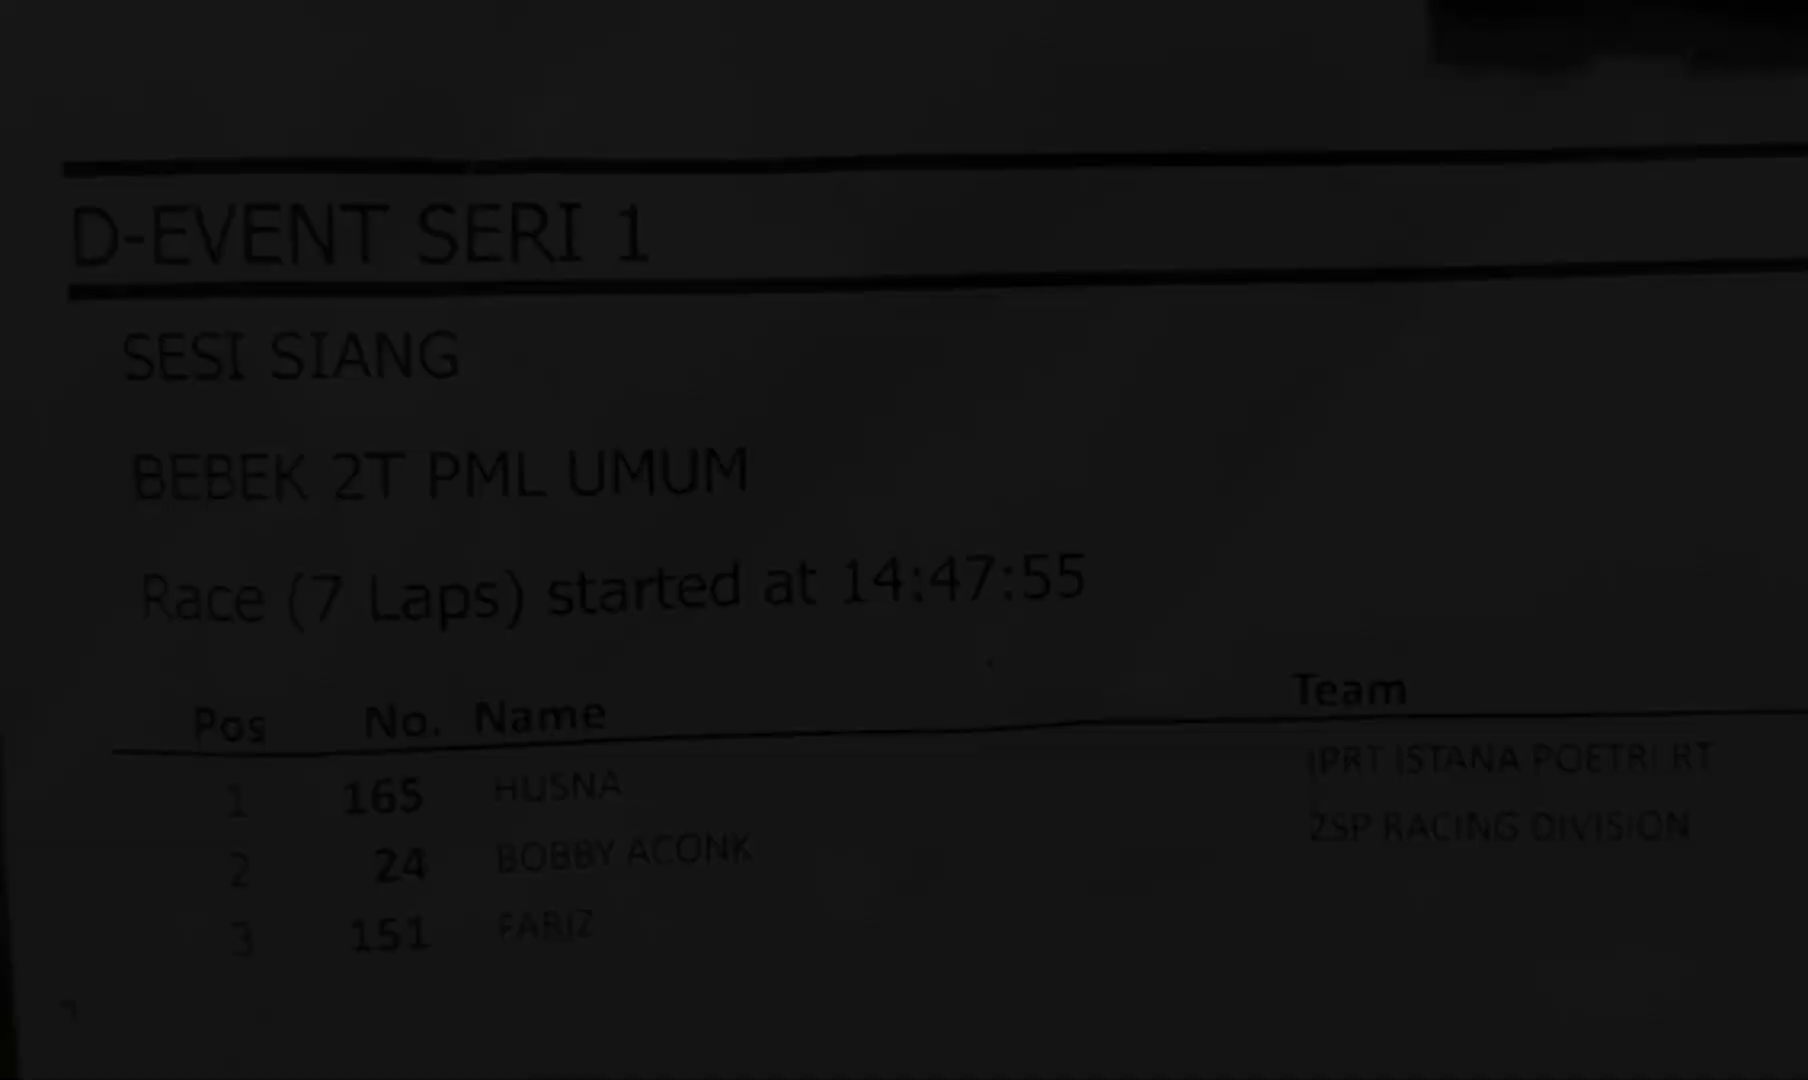 D-EVENT SERI 1
SESI SIANG
BEBEK 2T PML UMUM
Race (7 Laps) started at 14:47:55
Pos No. Name Team
1 165 HUSNA IPRT ISTANA POETRI RT
2 24 BOBBY ACONK 2SP RACING DIVISION
3 151 FARIZ